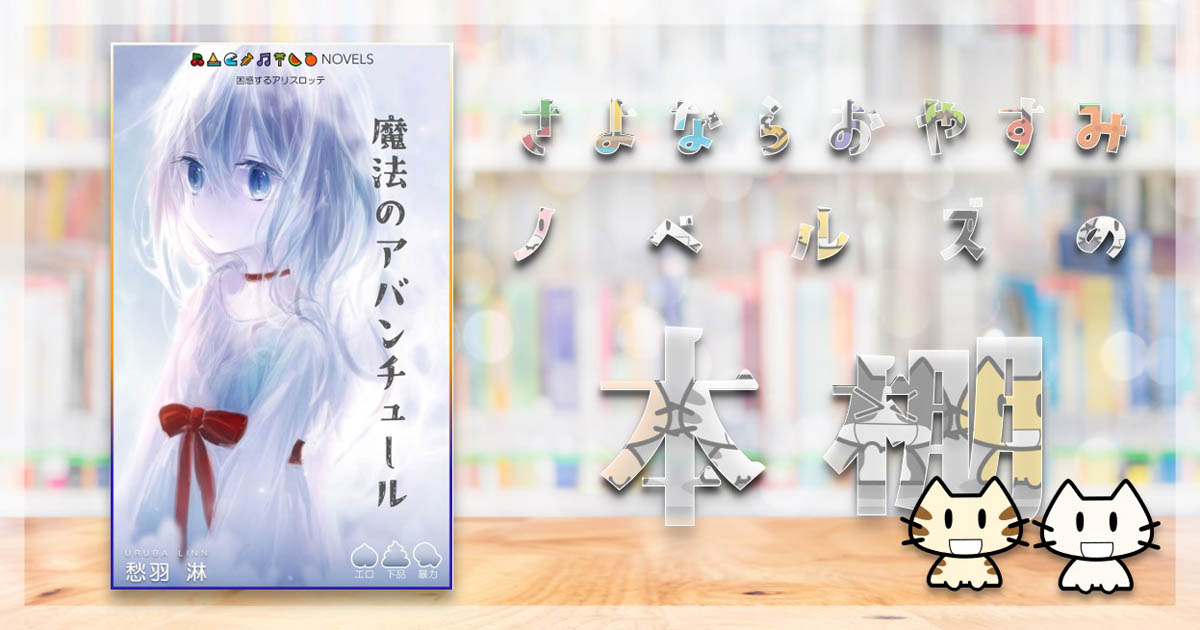 NOVELS
困惑するアリスロッテ
魔法のアバンチュール
URUBA LINN
愁羽 淋
エロ 下品 暴力
さよならおやすみ
ノベルズの
本棚